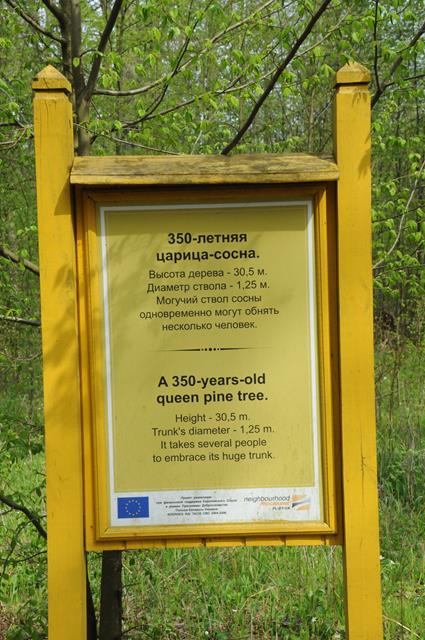 350-летняя
царица-сосна.
Высота дерева - 30,5 м.
Диаметр ствола - 1,25 м.
Могучий ствол сосны
одновременно могут обнять
несколько человек.
A 350-years-old
queen pine tree.
Height - 30,5 m.
Trunk's diameter - 1,25 m.
It takes several people
to embrace its huge trunk.
neighbourhood